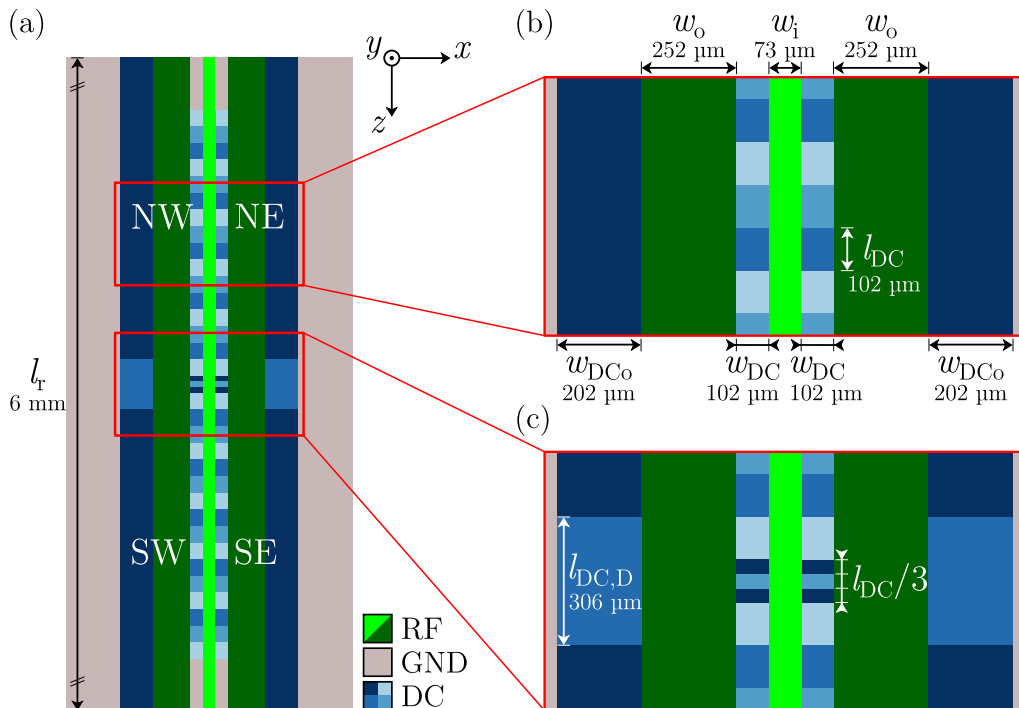 (a)
y
x
z
l_r
6 mm
NW
NE
SW
SE
RF
GND
DC
(b)
w_o
252 µm
w_i
73 µm
w_o
252 µm
l_DC
102 µm
w_DCo
202 µm
w_DC
102 µm
w_DC
102 µm
w_DCo
202 µm
(c)
l_DC,D
306 µm
l_DC/3